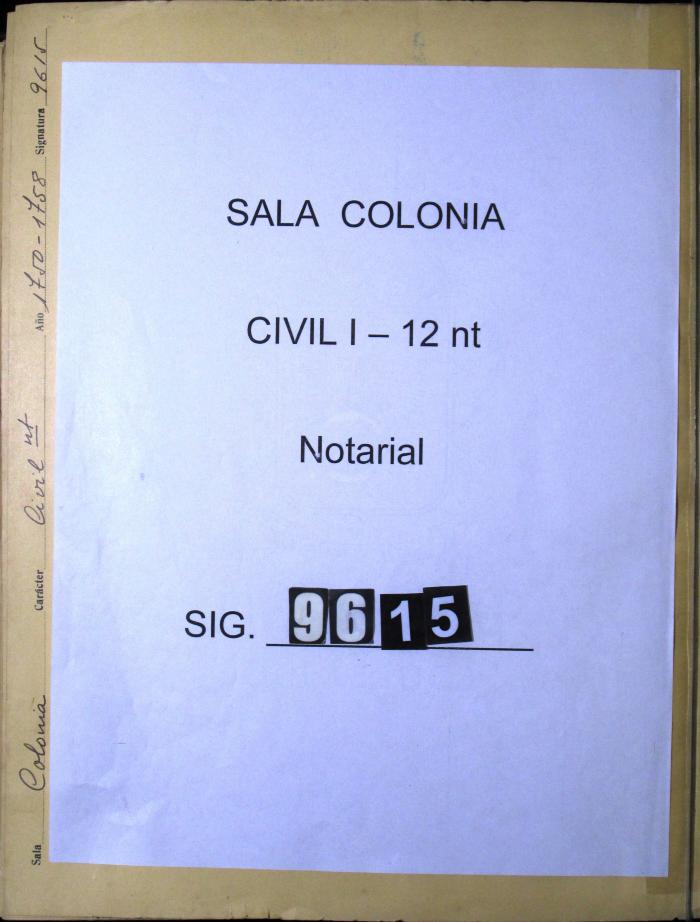 SALA COLONIA
CIVIL I – 12 nt
Notarial
SIG. 9615
Sala Colonia Carácter Civil nt Año 1750-1758 Signatura 9615